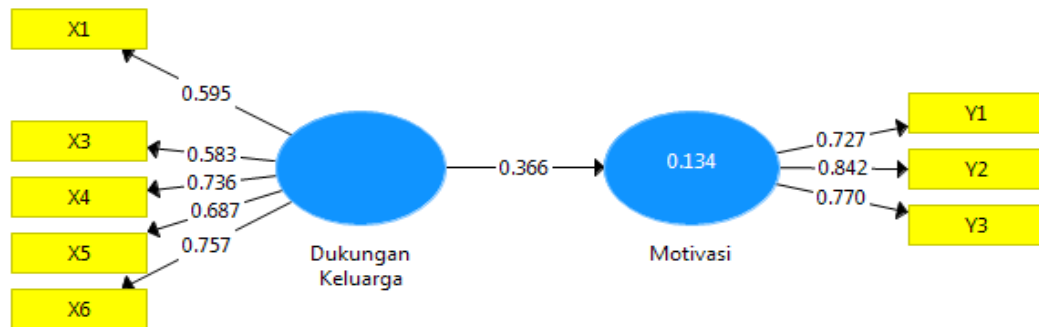 X1
0.595
X3
0.583
X4
0.736
X5
0.687
X6
0.757
Dukungan
Keluarga
0.366
0.134
Motivasi
0.727
Y1
0.842
Y2
0.770
Y3